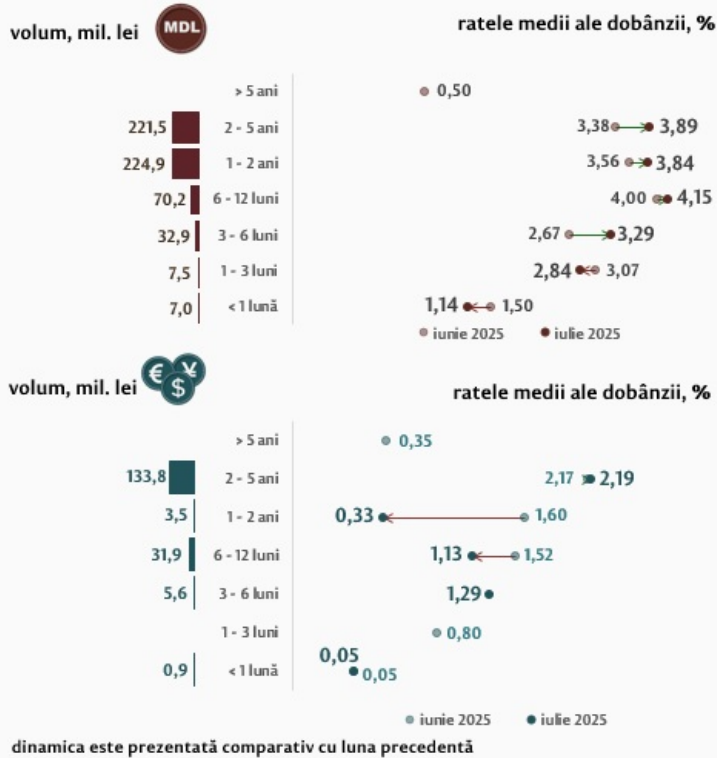 volum, mil. lei MDL ratele medii ale dobânzii, %
> 5 ani 0,50
221,5 2 - 5 ani 3,38 3,89
224,9 1 - 2 ani 3,56 3,84
70,2 6 - 12 luni 4,00 4,15
32,9 3 - 6 luni 2,67 3,29
7,5 1 - 3 luni 2,84 3,07
7,0 < 1 lună 1,14 1,50
iunie 2025 iulie 2025
volum, mil. lei € ¥ $ ratele medii ale dobânzii, %
> 5 ani 0,35
133,8 2 - 5 ani 2,17 2,19
3,5 1 - 2 ani 0,33 1,60
31,9 6 - 12 luni 1,13 1,52
5,6 3 - 6 luni 1,29
1 - 3 luni 0,80
0,9 < 1 lună 0,05 0,05
iunie 2025 iulie 2025
dinamica este prezentată comparativ cu luna precedentă